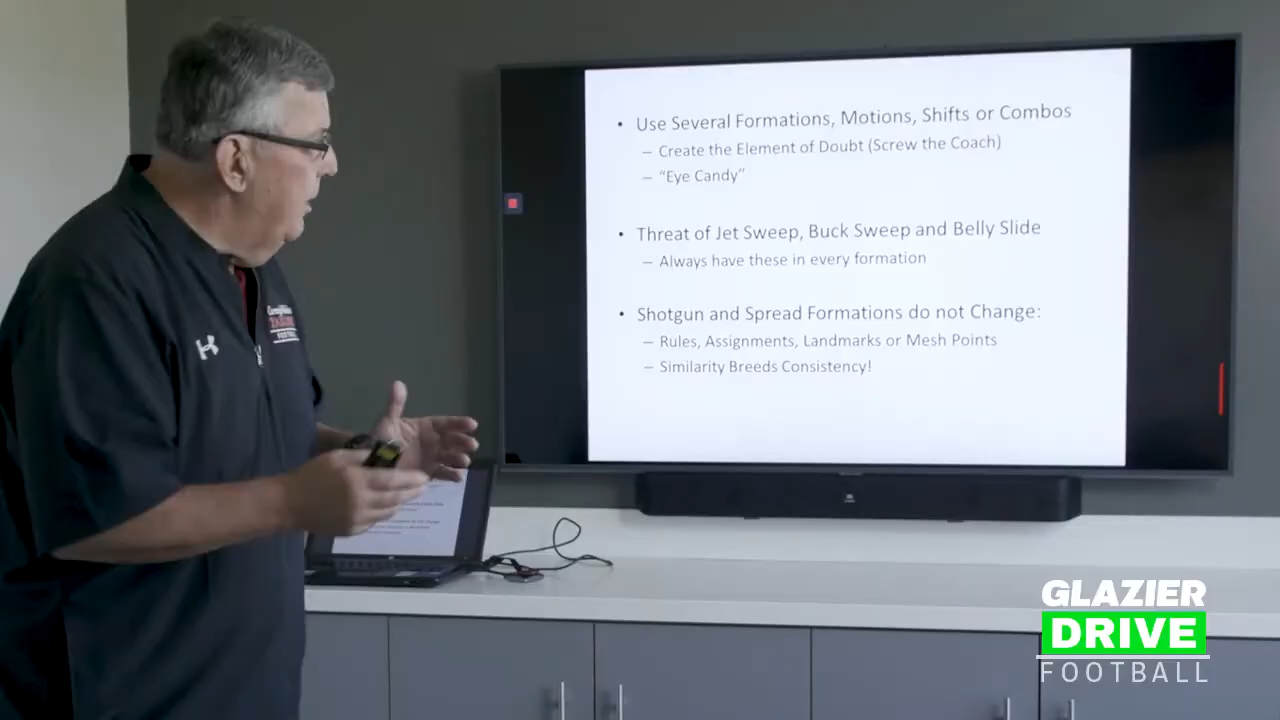 • Use Several Formations, Motions, Shifts or Combos
– Create the Element of Doubt (Screw the Coach)
– “Eye Candy”
• Threat of Jet Sweep, Buck Sweep and Belly Slide
– Always have these in every formation
• Shotgun and Spread Formations do not Change:
– Rules, Assignments, Landmarks or Mesh Points
– Similarity Breeds Consistency!
GLAZIER
DRIVE
FOOTBALL